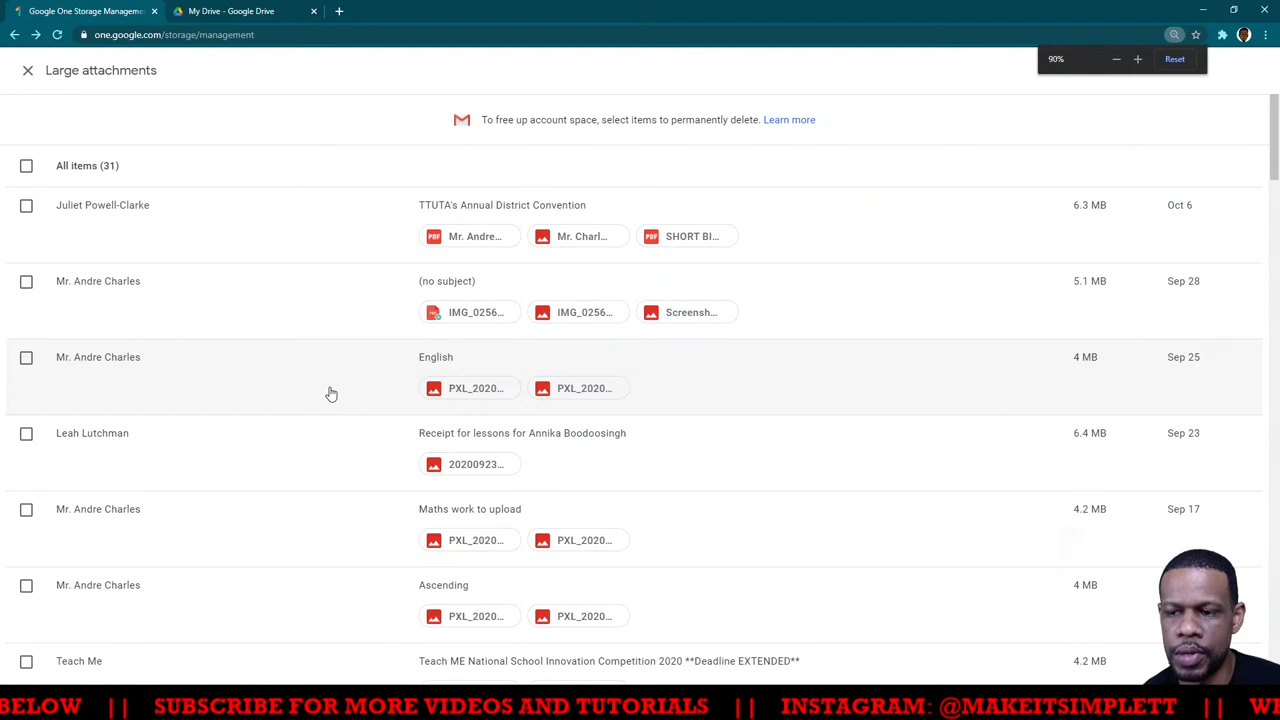 Google One Storage Managemen
My Drive - Google Drive
one.google.com/storage/management
90%
Reset
Large attachments
To free up account space, select items to permanently delete. Learn more
All items (31)
Juliet Powell-Clarke TTUTA's Annual District Convention 6.3 MB Oct 6
PDF Mr. Andre... Mr. Charl... PDF SHORT BI...
Mr. Andre Charles (no subject) 5.1 MB Sep 28
IMG_0256... IMG_0256... Screensh...
Mr. Andre Charles English 4 MB Sep 25
PXL_2020... PXL_2020...
Leah Lutchman Receipt for lessons for Annika Boodoosingh 6.4 MB Sep 23
20200923...
Mr. Andre Charles Maths work to upload 4.2 MB Sep 17
PXL_2020... PXL_2020...
Mr. Andre Charles Ascending 4 MB
PXL_2020... PXL_2020...
Teach Me Teach ME National School Innovation Competition 2020 **Deadline EXTENDED** 4.2 MB
BELOW || SUBSCRIBE FOR MORE VIDEOS AND TUTORIALS || INSTAGRAM: @MAKEITSIMPLETT ||